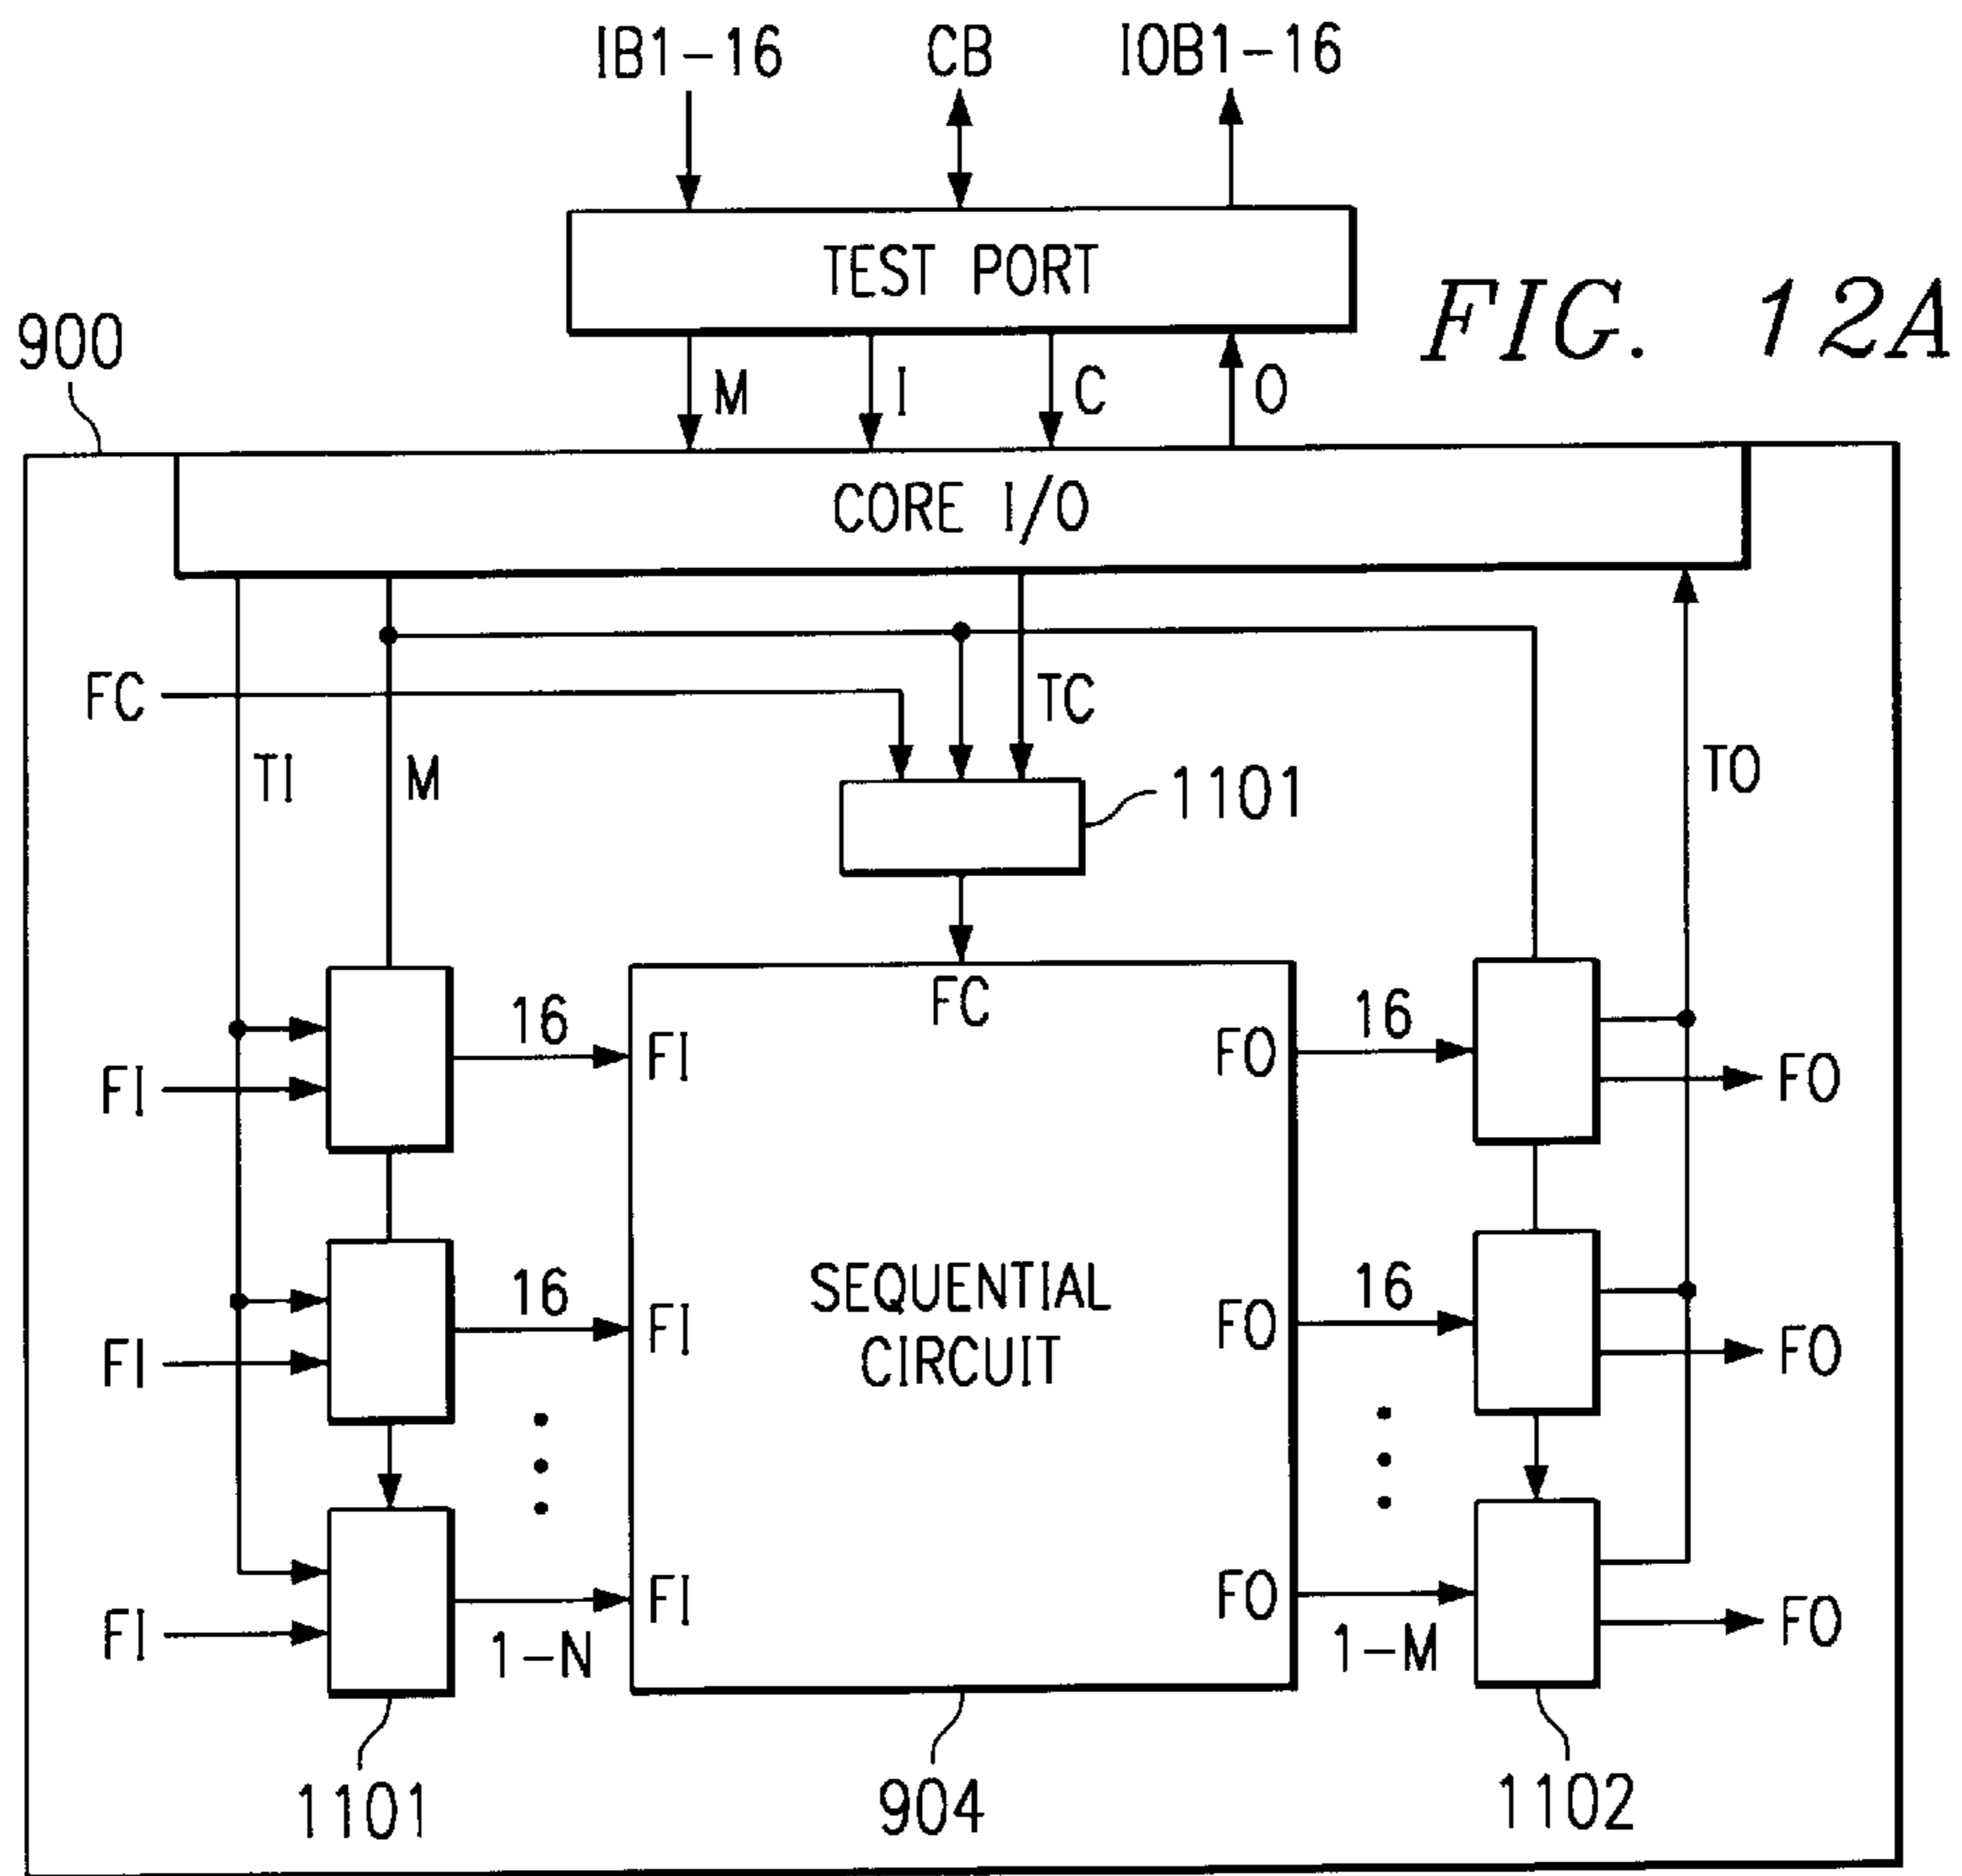 IB1-16 CB IOB1-16
TEST PORT
FIG. 12A
900
M I C O
CORE I/O
FC
TC
TI M
1101
TO
16 FC 16
FI FO
FI FO
16 16
FI SEQUENTIAL FO
CIRCUIT
FI FO
FI FO
FI FO
1-N 1-M
1101 904 1102